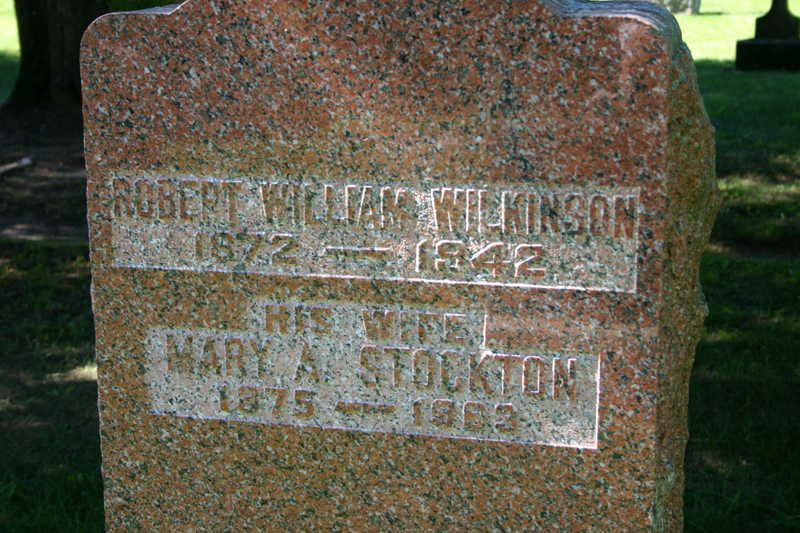 ROBERT WILLIAM WILKINSON
1872 — 1942
HIS WIFE
MARY A. STOCKTON
1875 — 1963